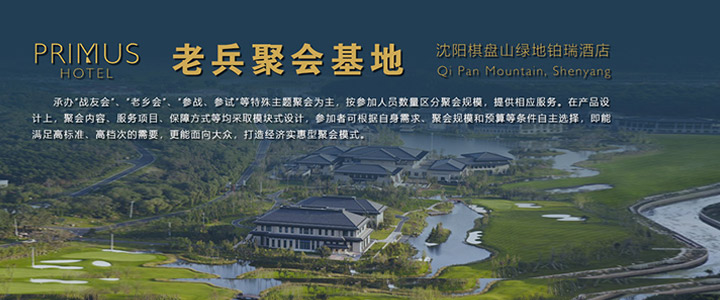 PRIMUS
HOTEL
老兵聚会基地
沈阳棋盘山绿地铂瑞酒店
Qi Pan Mountain, Shenyang
承办“战友会”、“老乡会”、“参战、参试”等特殊主题聚会为主，按参加人员数量区分聚会规模，提供相应服务。在产品设
计上，聚会内容、服务项目、保障方式等均采取模块式设计，参加者可根据自身需求、聚会规模和预算等条件自主选择，即能
满足高标准、高档次的需要，更能面向大众，打造经济实惠型聚会模式。